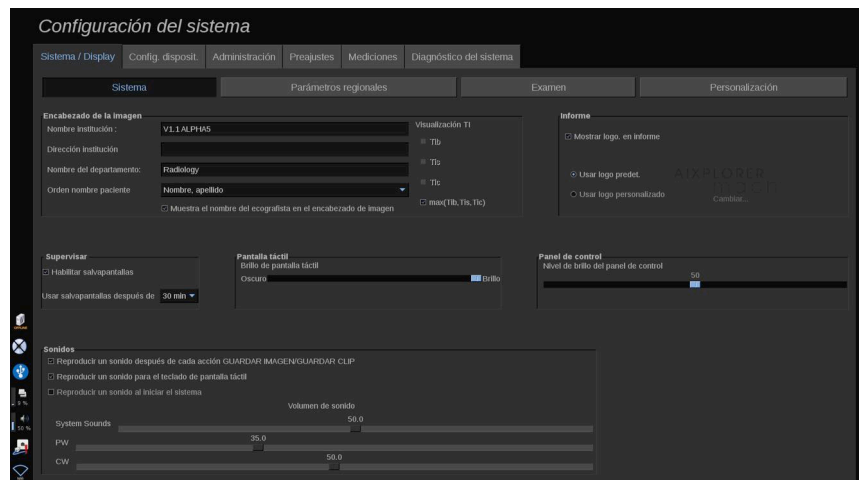 Configuración del sistema
Sistema / Display
Config. disposit.
Administración
Preajustes
Mediciones
Diagnóstico del sistema
Sistema
Parámetros regionales
Examen
Personalización
Encabezado de la imagen
Nombre Institución :
V1.1 ALPHA5
Dirección institución
Nombre del departamento:
Radiology
Orden nombre paciente
Nombre, apellido
Muestra el nombre del ecografista en el encabezado de imagen
Visualización TI
TIb
TIs
TIc
max(TIb,TIs,TIc)
Informe
Mostrar logo, en informe
Usar logo predet.
Usar logo personalizado
AIXPLORER
Cambiar...
Supervisar
Habilitar salvapantallas
Usar salvapantallas después de
30 min
Pantalla táctil
Brillo de pantalla táctil
Oscuro
Brillo
Panel de control
Nivel de brillo del panel de control
50
Sonidos
Reproducir un sonido después de cada acción GUARDAR IMAGEN/GUARDAR CLIP
Reproducir un sonido para el teclado de pantalla táctil
Reproducir un sonido al iniciar el sistema
Volumen de sonido
System Sounds
50.0
PW
35.0
CW
50.0
OFFLINE
9 %
50 %